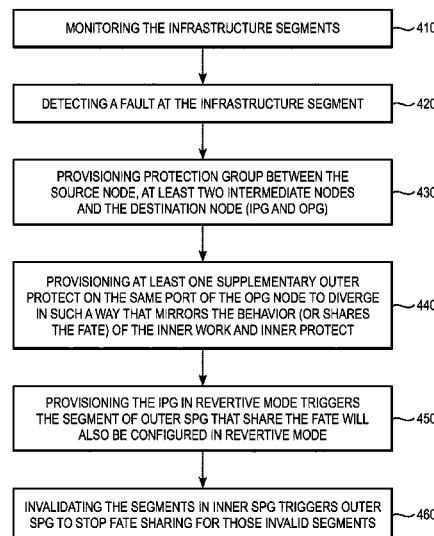 MONITORING THE INFRASTRUCTURE SEGMENTS
410
DETECTING A FAULT AT THE INFRASTRUCTURE SEGMENT
420
PROVISIONING PROTECTION GROUP BETWEEN THE
SOURCE NODE, AT LEAST TWO INTERMEDIATE NODES
AND THE DESTINATION NODE (IPG AND OPG)
430
PROVISIONING AT LEAST ONE SUPPLEMENTARY OUTER
PROTECT ON THE SAME PORT OF THE OPG NODE TO DIVERGE
IN SUCH A WAY THAT MIRRORS THE BEHAVIOR (OR SHARES
THE FATE) OF THE INNER WORK AND INNER PROTECT
440
PROVISIONING THE IPG IN REVERTIVE MODE TRIGGERS
THE SEGMENT OF OUTER SPG THAT SHARE THE FATE WILL
ALSO BE CONFIGURED IN REVERTIVE MODE
450
INVALIDATING THE SEGMENTS IN INNER SPG TRIGGERS OUTER
SPG TO STOP FATE SHARING FOR THOSE INVALID SEGMENTS
460